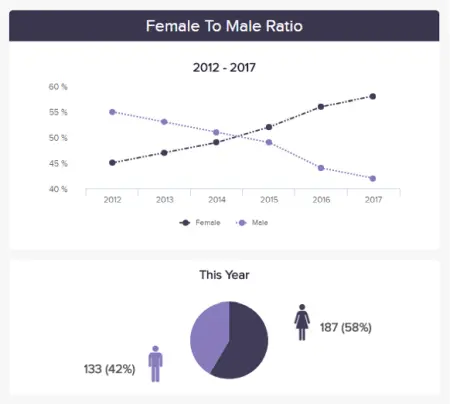 Female To Male Ratio
2012 - 2017
60 %
55 %
50 %
45 %
40 %
2012 2013 2014 2015 2016 2017
Female Male
This Year
187 (58%)
133 (42%)